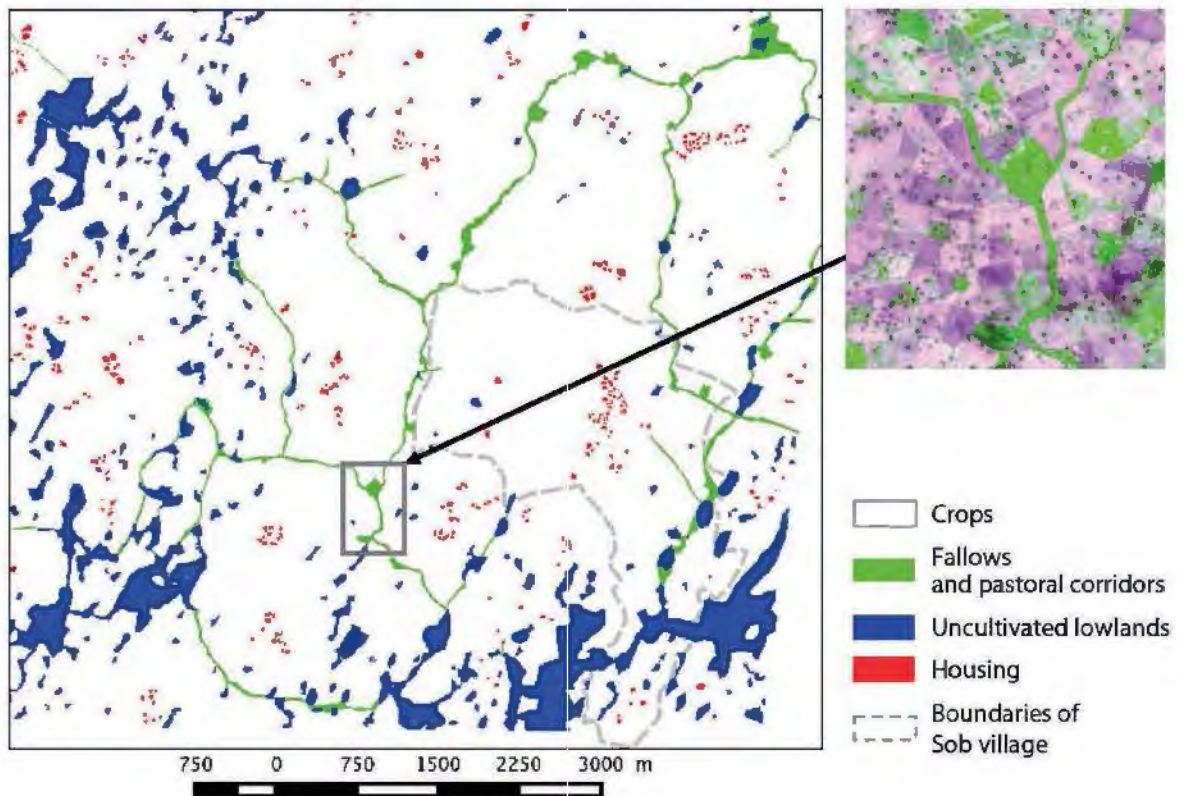 Crops
Fallows
and pastoral corridors
Uncultivated lowlands
Housing
Boundaries of
Sob village
750 0 750 1500 2250 3000 m